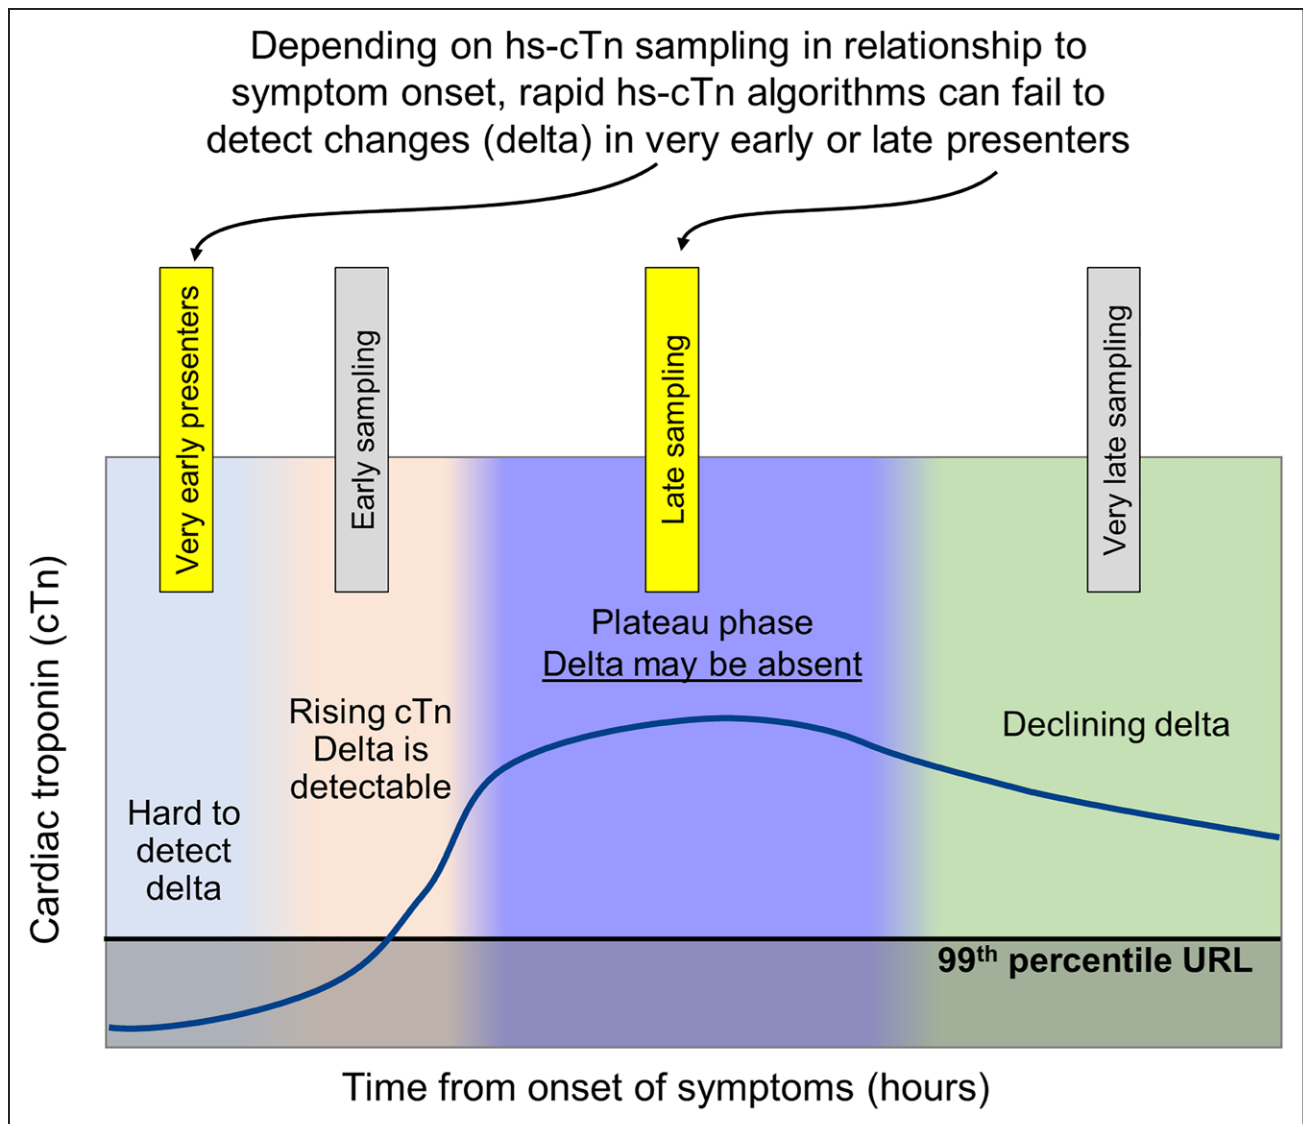 Depending on hs-cTn sampling in relationship to
symptom onset, rapid hs-cTn algorithms can fail to
detect changes (delta) in very early or late presenters
Very early presenters
Early sampling
Late sampling
Very late sampling
Plateau phase
Delta may be absent
Rising cTn
Delta is
detectable
Declining delta
Hard to
detect
delta
99th percentile URL
Cardiac troponin (cTn)
Time from onset of symptoms (hours)